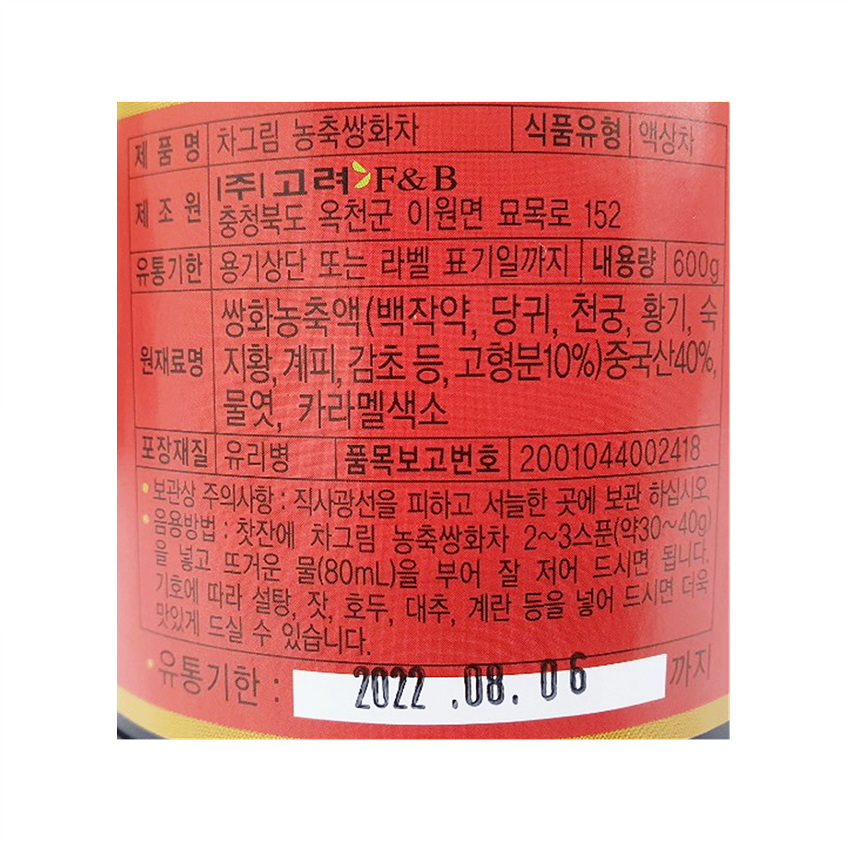 제 품 명 차그림 농축쌍화차 식품유형 액상차
제 조 원 (주)고려 F&B
충청북도 옥천군 이원면 묘목로 152
유통기한 용기상단 또는 라벨 표기일까지 내용량 600g
원재료명 쌍화농축액(백작약, 당귀, 천궁, 황기, 숙
지황, 계피, 감초 등, 고형분10%)중국산40%,
물엿, 카라멜색소
포장재질 유리병 품목보고번호 2001044002418
• 보관상 주의사항 : 직사광선을 피하고 서늘한 곳에 보관 하십시오.
• 음용방법 : 찻잔에 차그림 농축쌍화차 2~3스푼(약30~40g)
을 넣고 뜨거운 물(80mL)을 부어 잘 저어 드시면 됩니다.
기호에 따라 설탕, 잣, 호두, 대추, 계란 등을 넣어 드시면 더욱
맛있게 드실 수 있습니다.
• 유통기한 : 2022 .08. 06 까지